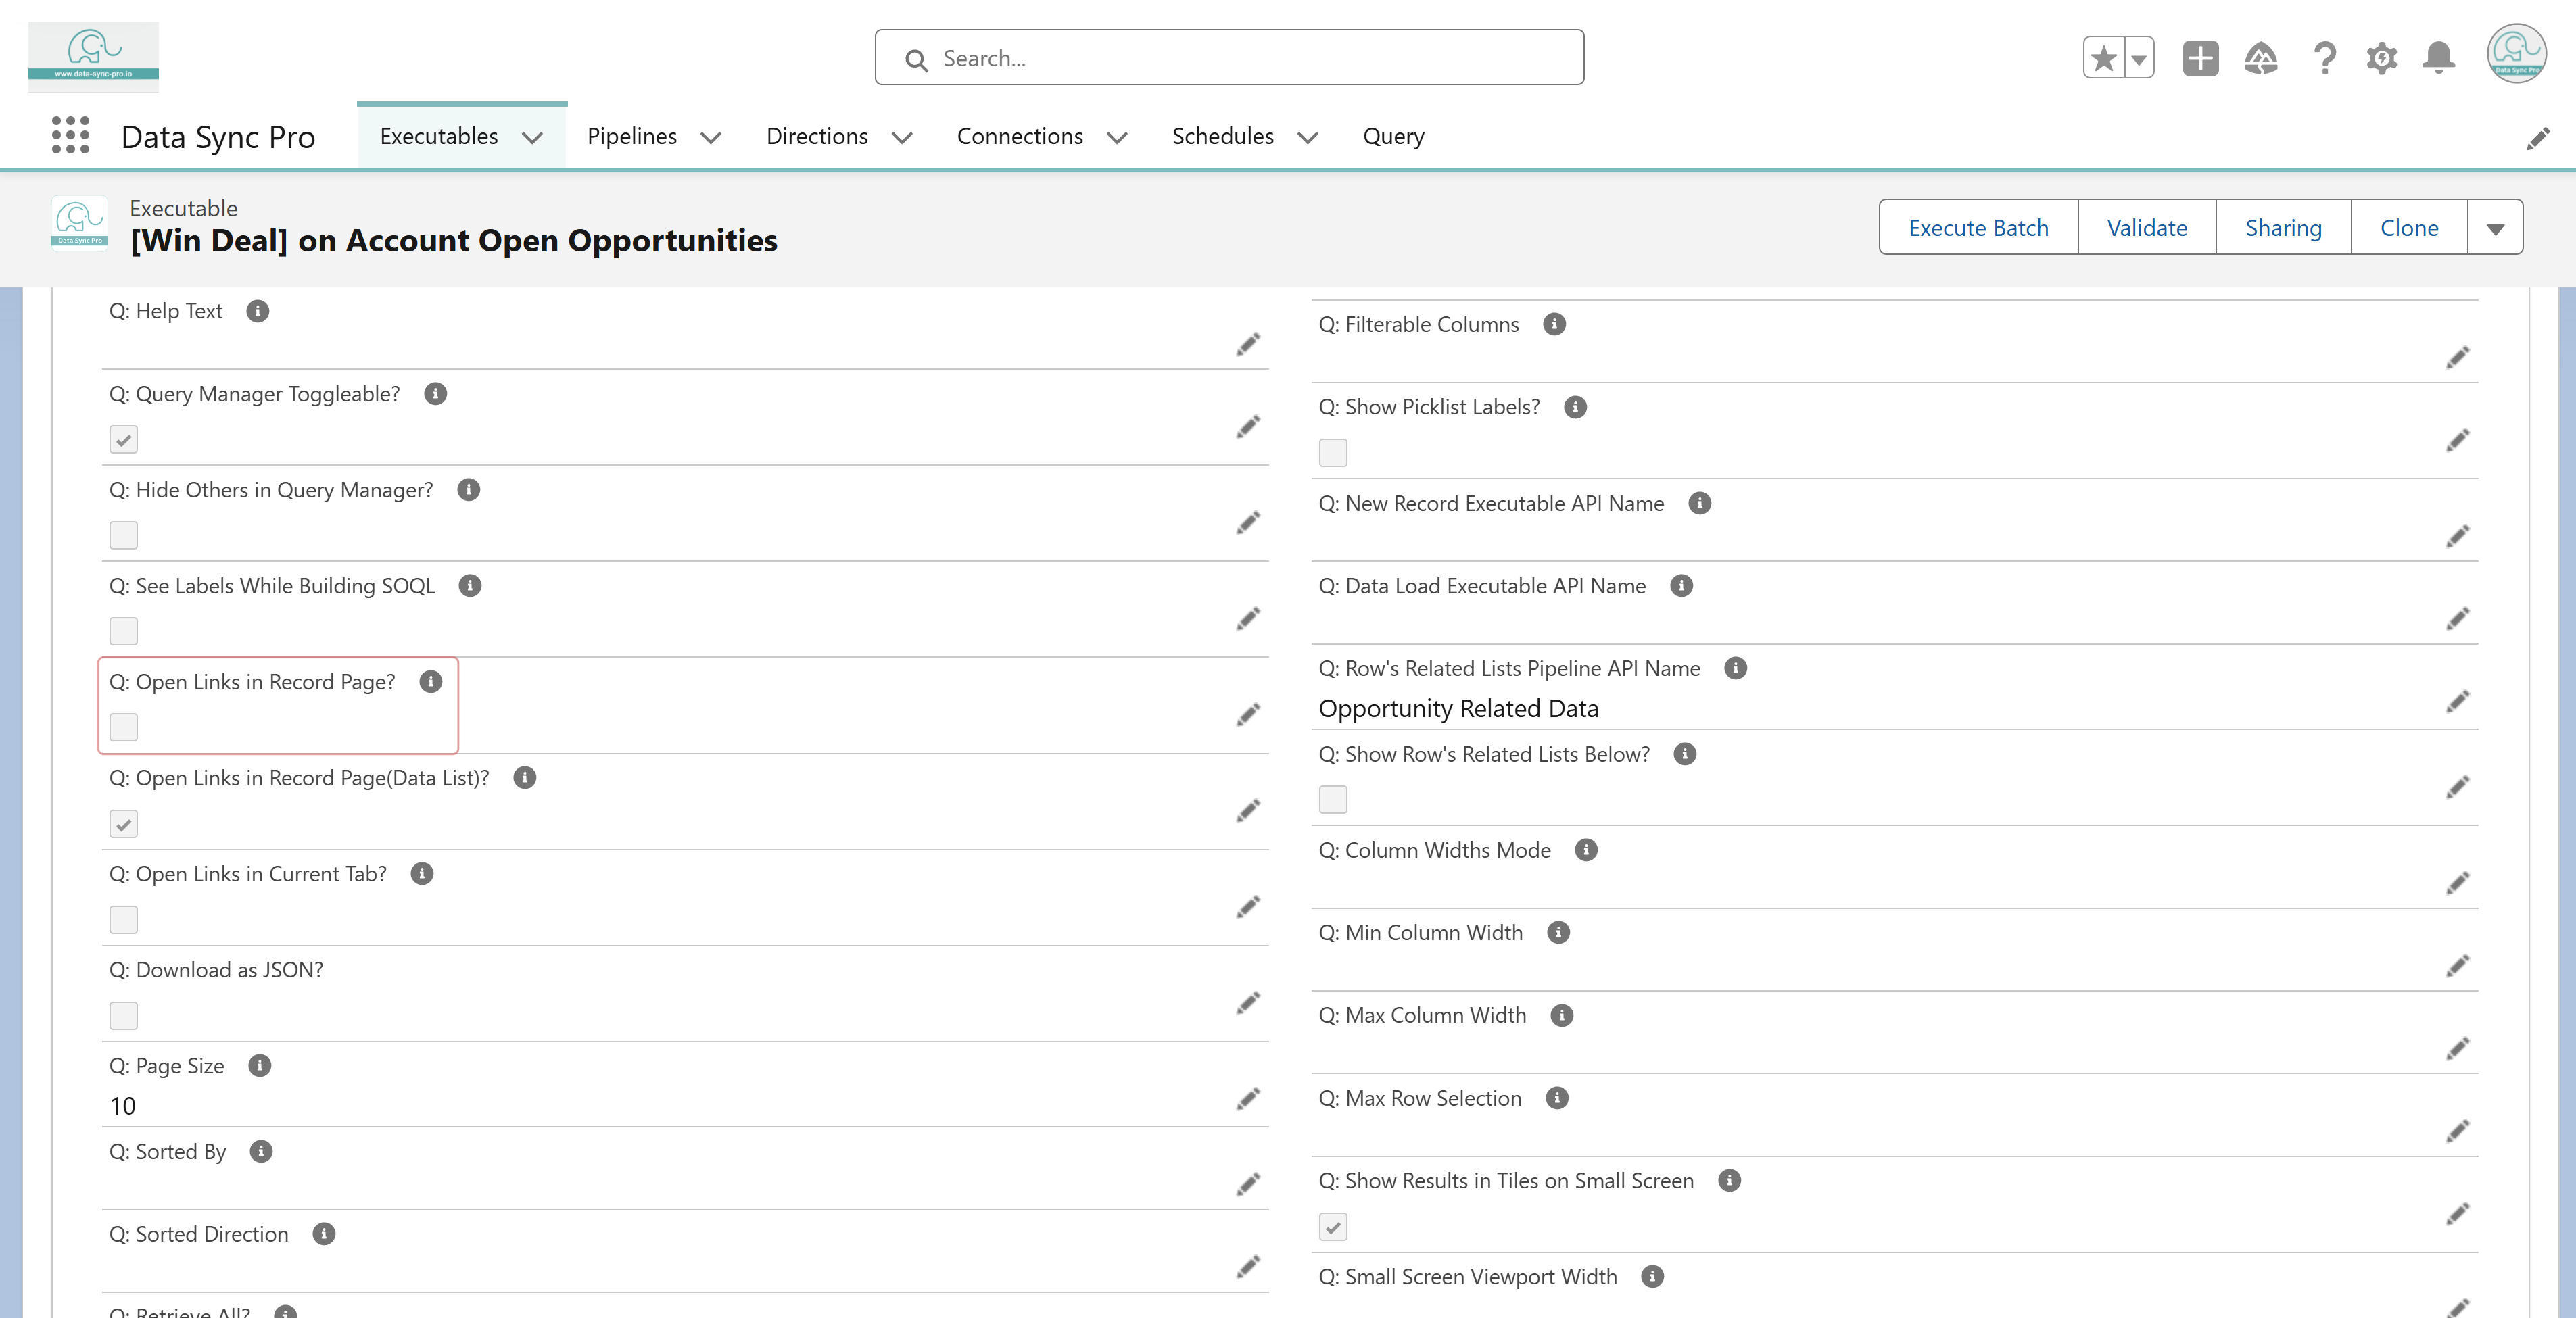 www.data-sync-pro.io
Search...
Data Sync Pro
Data Sync Pro
Executables
Pipelines
Directions
Connections
Schedules
Query
Data Sync Pro
Executable
[Win Deal] on Account Open Opportunities
Execute Batch
Validate
Sharing
Clone
Q: Help Text
Q: Query Manager Toggleable?
Q: Hide Others in Query Manager?
Q: See Labels While Building SOQL
Q: Open Links in Record Page?
Q: Open Links in Record Page(Data List)?
Q: Open Links in Current Tab?
Q: Download as JSON?
Q: Page Size
10
Q: Sorted By
Q: Sorted Direction
Q: Retrieve All?
Q: Filterable Columns
Q: Show Picklist Labels?
Q: New Record Executable API Name
Q: Data Load Executable API Name
Q: Row's Related Lists Pipeline API Name
Opportunity Related Data
Q: Show Row's Related Lists Below?
Q: Column Widths Mode
Q: Min Column Width
Q: Max Column Width
Q: Max Row Selection
Q: Show Results in Tiles on Small Screen
Q: Small Screen Viewport Width